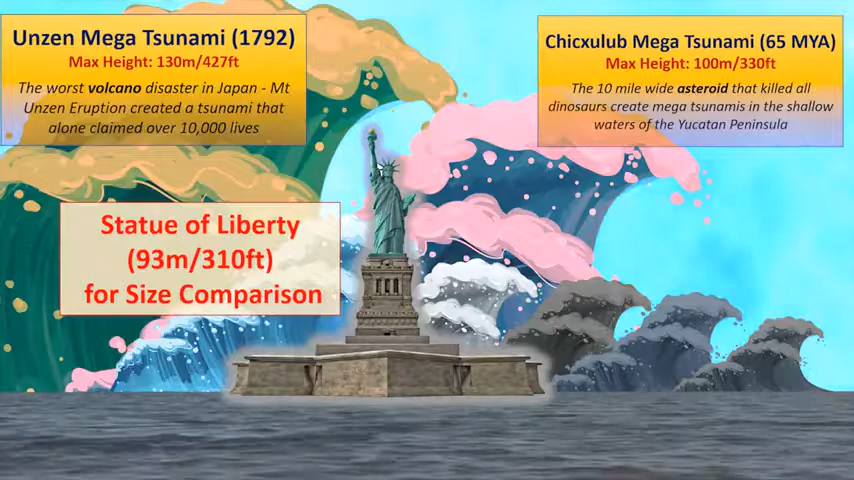 Unzen Mega Tsunami (1792)
Max Height: 130m/427ft
The worst volcano disaster in Japan - Mt
Unzen Eruption created a tsunami that
alone claimed over 10,000 lives
Chicxulub Mega Tsunami (65 MYA)
Max Height: 100m/330ft
The 10 mile wide asteroid that killed all
dinosaurs create mega tsunamis in the shallow
waters of the Yucatan Peninsula
Statue of Liberty
(93m/310ft)
for Size Comparison